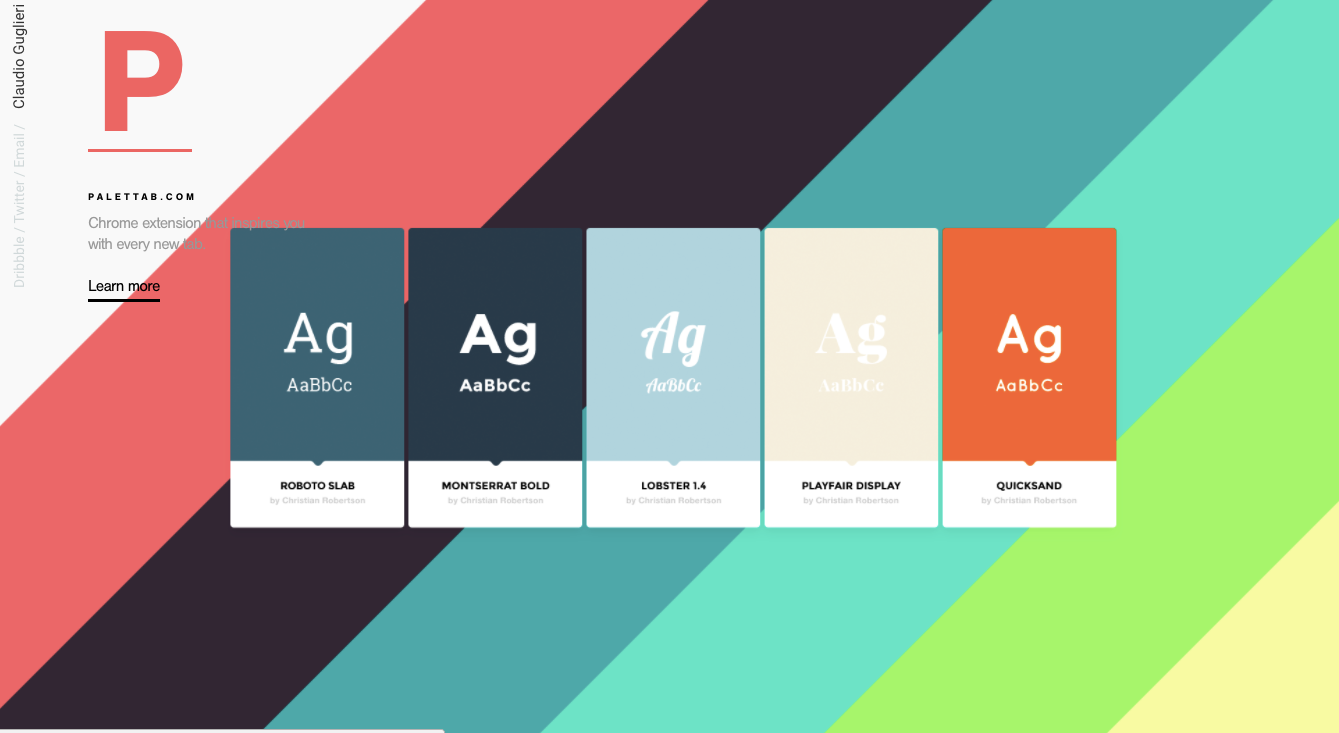 Dribbble / Twitter / Email / Claudio Guglieri
P
PALETTAB.COM
Chrome extension that inspires you
with every new tab.
Learn more
Ag
AaBbCc
ROBOTO SLAB
by Christian Robertson
Ag
AaBbCc
MONTSERRAT BOLD
by Christian Robertson
Ag
AaBbCc
LOBSTER 1.4
by Christian Robertson
Ag
AaBbCc
PLAYFAIR DISPLAY
by Christian Robertson
Ag
AaBbCc
QUICKSAND
by Christian Robertson